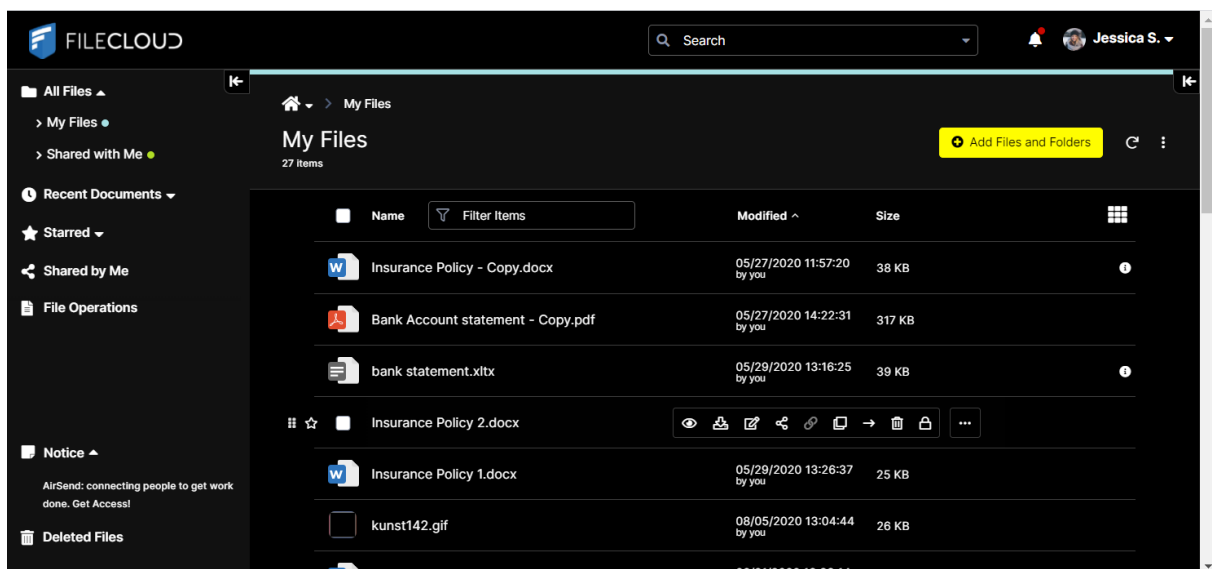 FILECLOUD
Search
Jessica S.
All Files
My Files
Shared with Me
Recent Documents
Starred
Shared by Me
File Operations
Notice
AirSend: connecting people to get work
done. Get Access!
Deleted Files
My Files
My Files
27 items
Add Files and Folders
Name
Filter Items
Modified
Size
Insurance Policy - Copy.docx
05/27/2020 11:57:20
by you
38 KB
Bank Account statement - Copy.pdf
05/27/2020 14:22:31
by you
317 KB
bank statement.xltx
05/29/2020 13:16:25
by you
39 KB
Insurance Policy 2.docx
Insurance Policy 1.docx
05/29/2020 13:26:37
by you
25 KB
kunst142.gif
08/05/2020 13:04:44
by you
26 KB